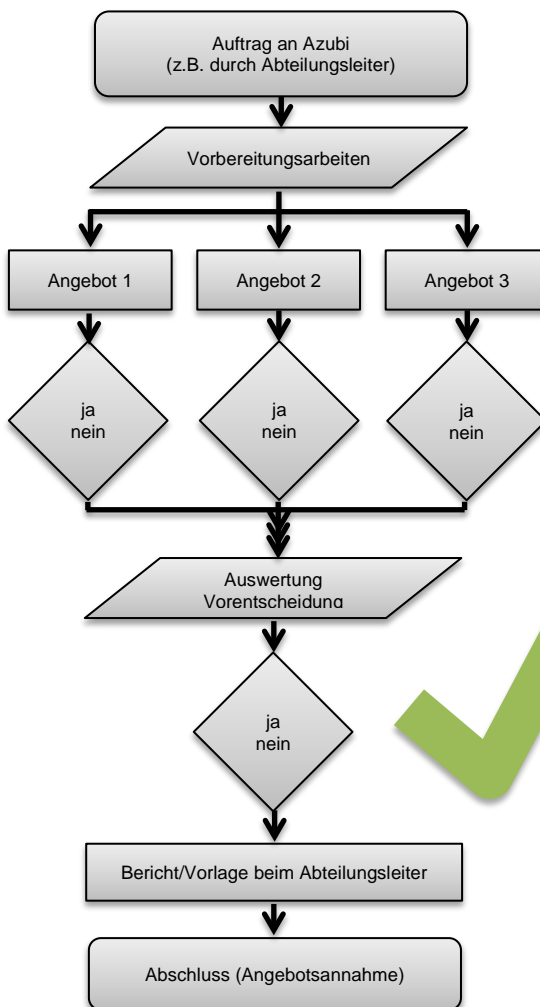 Auftrag an Azubi
(z.B. durch Abteilungsleiter)
Vorbereitungsarbeiten
Angebot 1
Angebot 2
Angebot 3
ja
nein
ja
nein
ja
nein
Auswertung
Vorentscheidung
ja
nein
Bericht/Vorlage beim Abteilungsleiter
Abschluss (Angebotsannahme)